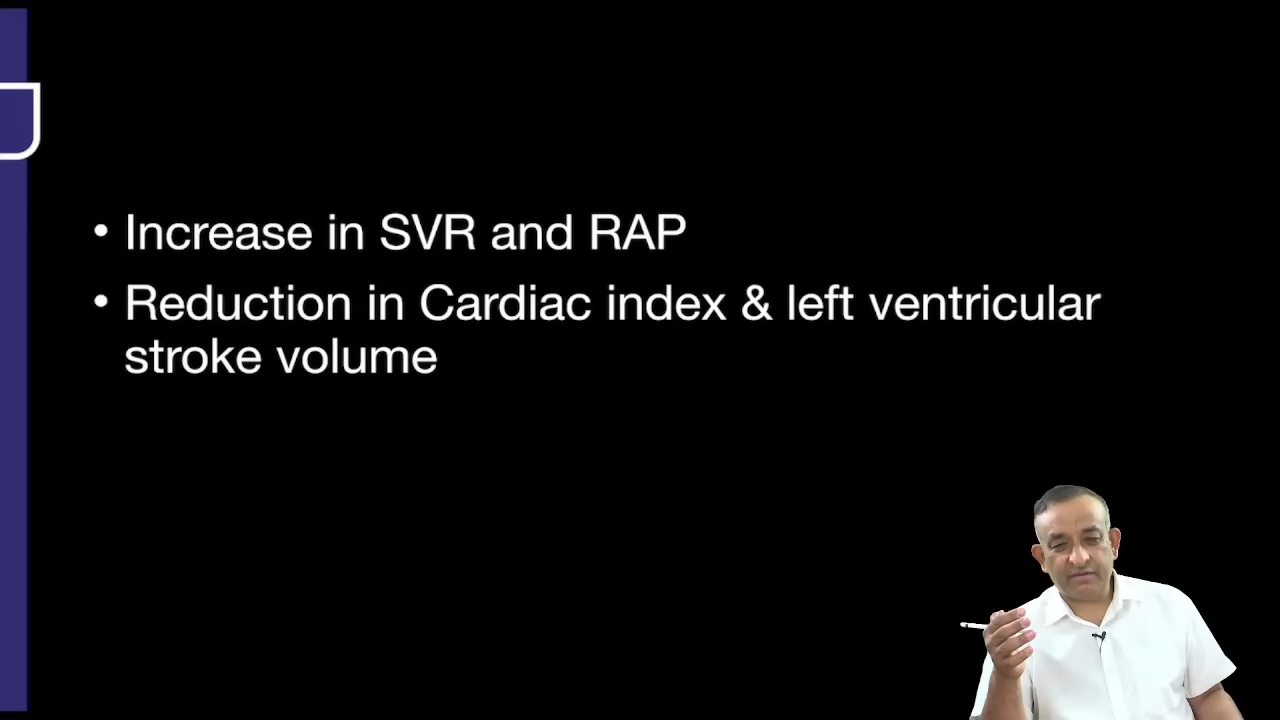 • Increase in SVR and RAP
• Reduction in Cardiac index & left ventricular
stroke volume